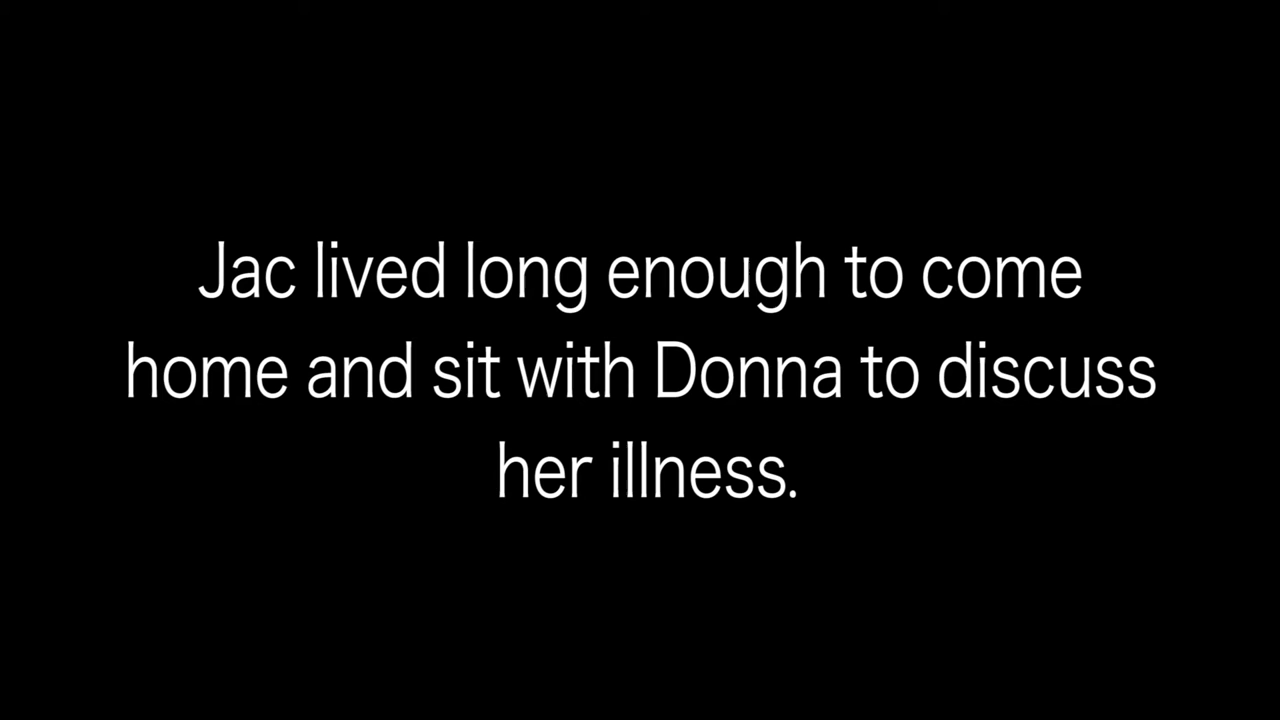 Jac lived long enough to come
home and sit with Donna to discuss
her illness.